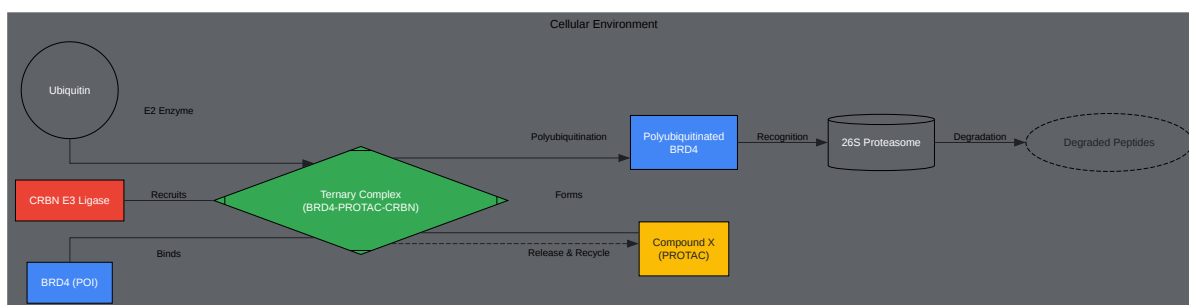 Cellular Environment
Ubiquitin
E2 Enzyme
Polyubiquitination
Polyubiquitinated
BRD4
Recognition
26S Proteasome
Degradation
Degraded Peptides
CRBN E3 Ligase
Recruits
Ternary Complex
(BRD4-PROTAC-CRBN)
Forms
Binds
Release & Recycle
Compound X
(PROTAC)
BRD4 (POI)